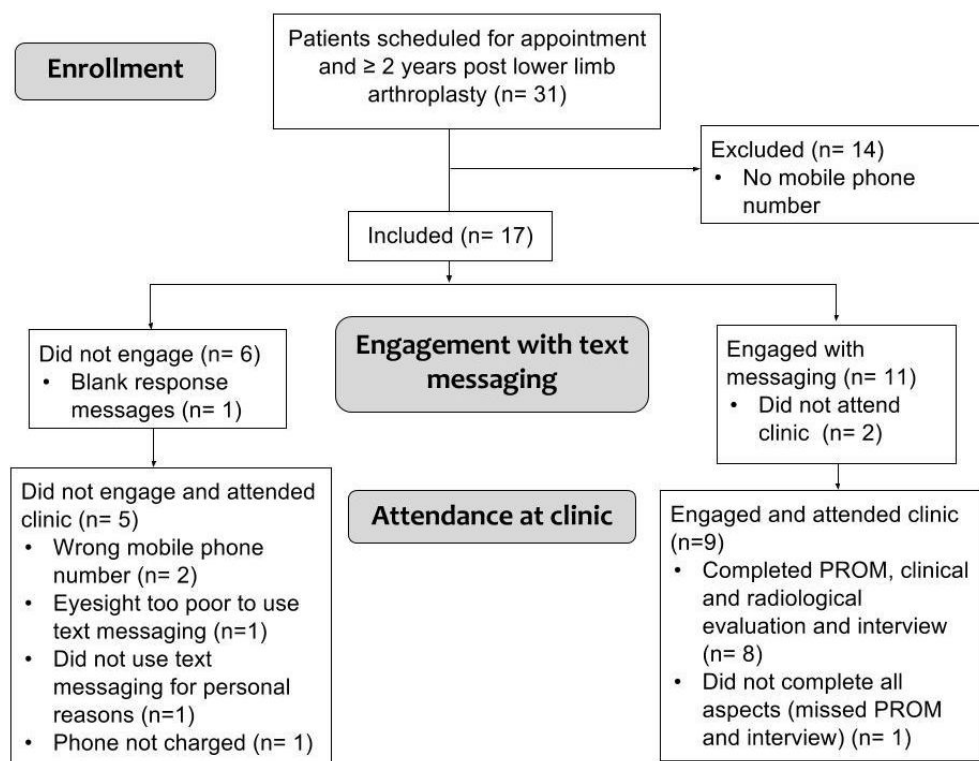 Enrollment
Patients scheduled for appointment
and ≥ 2 years post lower limb
arthroplasty (n= 31)
Excluded (n= 14)
• No mobile phone
number
Included (n= 17)
Did not engage (n= 6)
• Blank response
messages (n= 1)
Engagement with text
messaging
Engaged with
messaging (n= 11)
• Did not attend
clinic (n= 2)
Did not engage and attended
clinic (n= 5)
• Wrong mobile phone
number (n= 2)
• Eyesight too poor to use
text messaging (n=1)
• Did not use text
messaging for personal
reasons (n=1)
• Phone not charged (n= 1)
Attendance at clinic
Engaged and attended clinic
(n=9)
• Completed PROM, clinical
and radiological
evaluation and interview
(n= 8)
• Did not complete all
aspects (missed PROM
and interview) (n= 1)